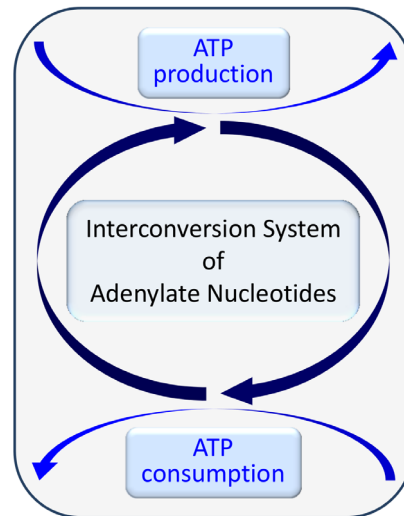 ATP
production
Interconversion System
of
Adenylate Nucleotides
ATP
consumption